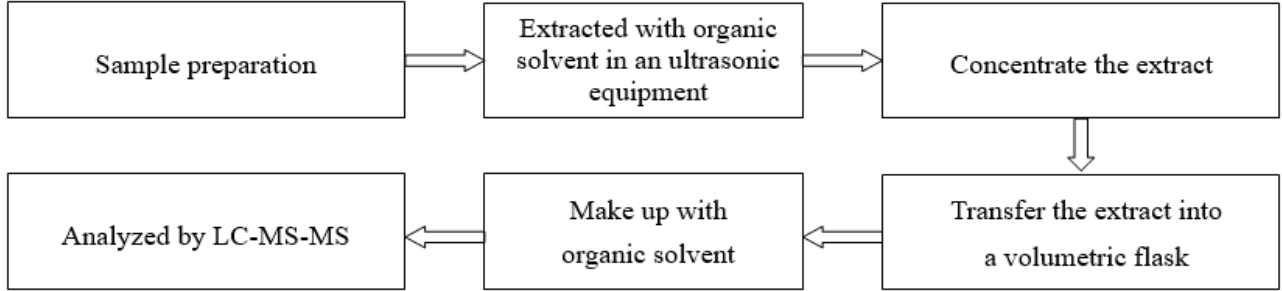 Sample preparation
Extracted with organic
solvent in an ultrasonic
equipment
Concentrate the extract
Transfer the extract into
a volumetric flask
Make up with
organic solvent
Analyzed by LC-MS-MS